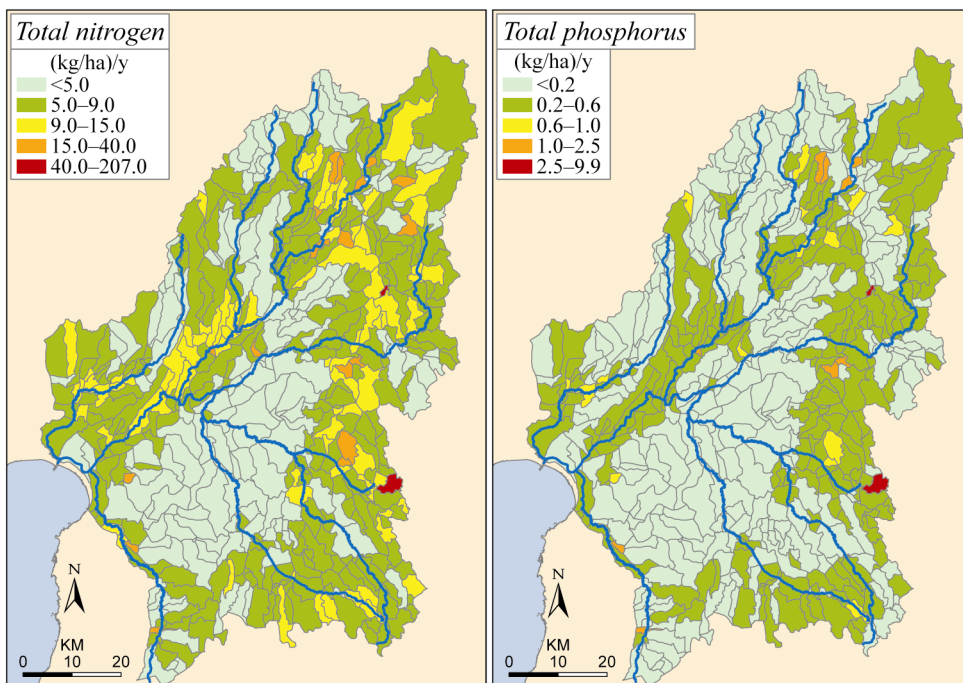 Total nitrogen
(kg/ha)/y
<5.0
5.0–9.0
9.0–15.0
15.0–40.0
40.0–207.0
N
KM
0 10 20
Total phosphorus
(kg/ha)/y
<0.2
0.2–0.6
0.6–1.0
1.0–2.5
2.5–9.9
N
KM
0 10 20